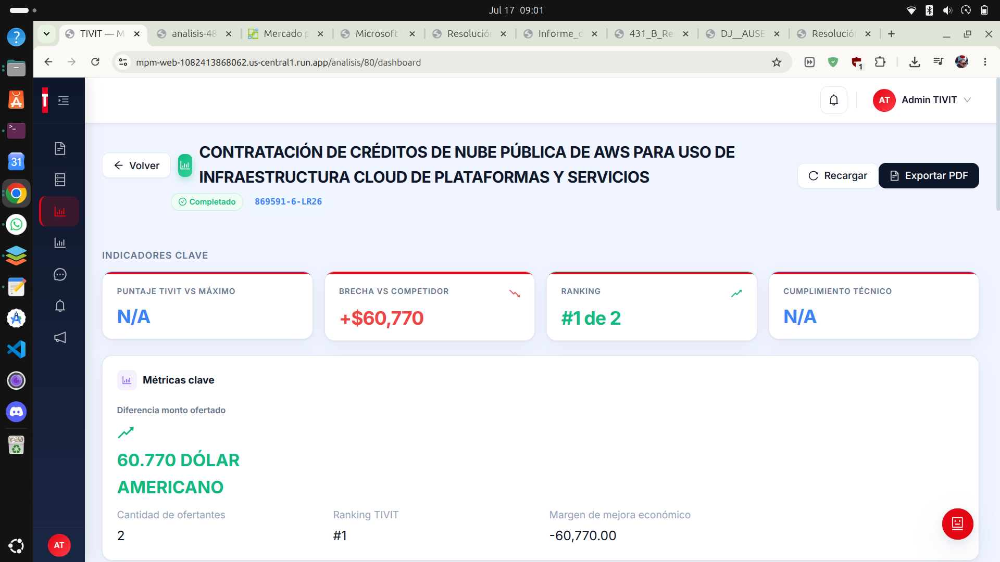 Jul 17 09:01
TIVIT — M
analisis-48
Mercado p
Microsoft
Resolución
Informe_d
431_B_Re
DJ__AUSE
Resolución
mpm-web-1082413868062.us-central1.run.app/analisis/80/dashboard
1
31
T
AT
Admin TIVIT
Volver
CONTRATACIÓN DE CRÉDITOS DE NUBE PÚBLICA DE AWS PARA USO DE
INFRAESTRUCTURA CLOUD DE PLATAFORMAS Y SERVICIOS
Recargar
Exportar PDF
Completado
869591-6-LR26
INDICADORES CLAVE
PUNTAJE TIVIT VS MÁXIMO
N/A
BRECHA VS COMPETIDOR
+$60,770
RANKING
#1 de 2
CUMPLIMIENTO TÉCNICO
N/A
Métricas clave
Diferencia monto ofertado
60.770 DÓLAR
AMERICANO
Cantidad de ofertantes
2
Ranking TIVIT
#1
Margen de mejora económico
-60,770.00
AT